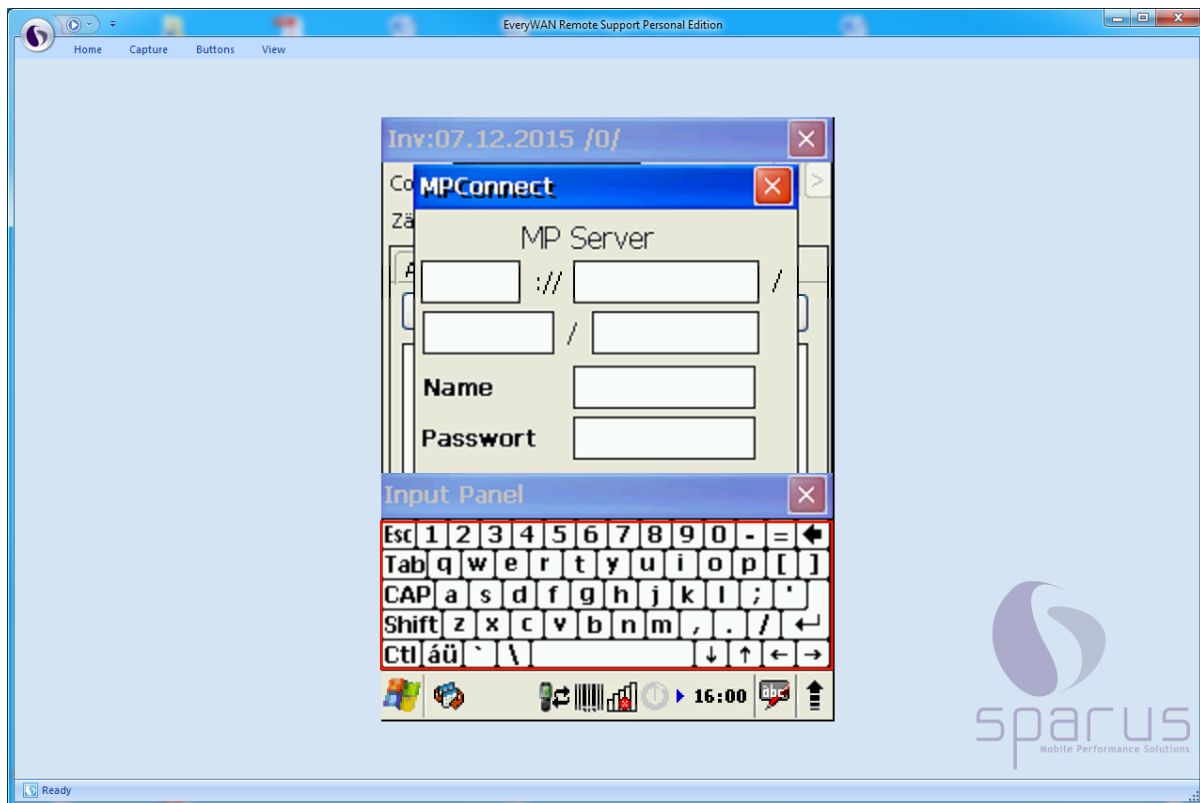 EveryWAN Remote Support Personal Edition
Home Capture Buttons View
Inv:07.12.2015 /0/
Co MPConnect >
Zä
MP Server
A :// /
/
Name
Passwort
Input Panel
Esc 1 2 3 4 5 6 7 8 9 0 - =
Tab q w e r t y u i o p [ ]
CAP a s d f g h j k l ; '
Shift z x c v b n m , . /
Ctl áü ` \ ↓ ↑ ← →
16:00
sparus
Mobile Performance Solutions
Ready